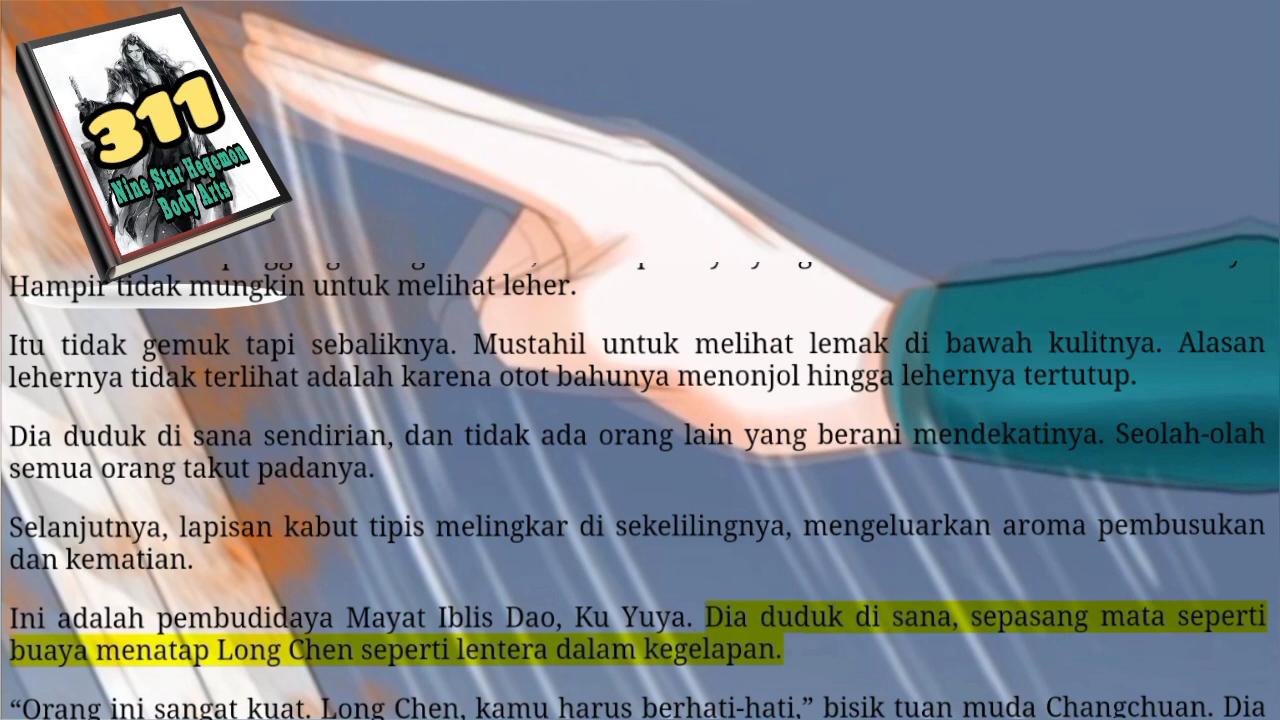 311
Nine Star Hegemon
Body Arts
Hampir tidak mungkin untuk melihat leher.
Itu tidak gemuk tapi sebaliknya. Mustahil untuk melihat lemak di bawah kulitnya. Alasan
lehernya tidak terlihat adalah karena otot bahunya menonjol hingga lehernya tertutup.
Dia duduk di sana sendirian, dan tidak ada orang lain yang berani mendekatinya. Seolah-olah
semua orang takut padanya.
Selanjutnya, lapisan kabut tipis melingkar di sekelilingnya, mengeluarkan aroma pembusukan
dan kematian.
Ini adalah pembudidaya Mayat Iblis Dao, Ku Yuya. Dia duduk di sana, sepasang mata seperti
buaya menatap Long Chen seperti lentera dalam kegelapan.
“Orang ini sangat kuat. Long Chen, kamu harus berhati-hati,” bisik tuan muda Changchuan. Dia